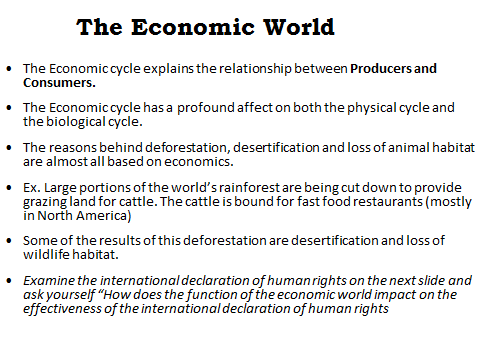 The Economic World
• The Economic cycle explains the relationship between Producers and
Consumers.
• The Economic cycle has a profound affect on both the physical cycle and
the biological cycle.
• The reasons behind deforestation, desertification and loss of animal habitat
are almost all based on economics.
• Ex. Large portions of the world's rainforest are being cut down to provide
grazing land for cattle. The cattle is bound for fast food restaurants (mostly
in North America)
• Some of the results of this deforestation are desertification and loss of
wildlife habitat.
• Examine the international declaration of human rights on the next slide and
ask yourself "How does the function of the economic world impact on the
effectiveness of the international declaration of human rights